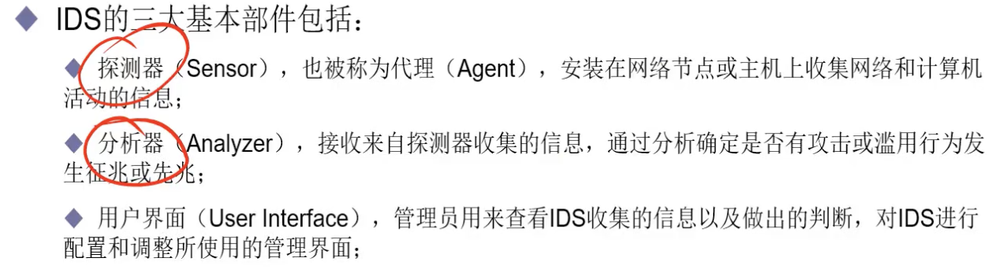 IDS的三大基本部件包括：
探测器（Sensor），也被称为代理（Agent），安装在网络节点或主机上收集网络和计算机
活动的信息；
分析器（Analyzer），接收来自探测器收集的信息，通过分析确定是否有攻击或滥用行为发
生征兆或先兆；
用户界面（User Interface），管理员用来查看IDS收集的信息以及做出的判断，对IDS进行
配置和调整所使用的管理界面；